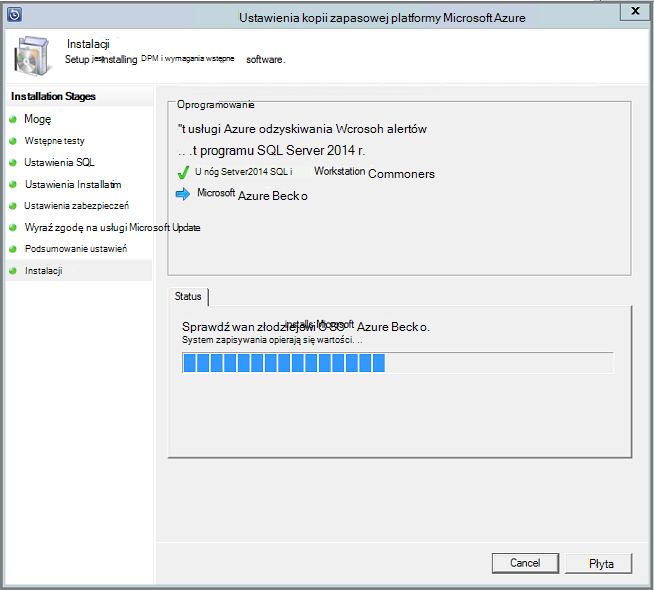 Ustawienia kopii zapasowej platformy Microsoft Azure
x
Instalacji
Setup jest installing DPM i wymagania wstępne software.
Installation Stages
Mogę
Wstępne testy
Ustawienia SQL
Ustawienia Installatim
Ustawienia zabezpieczeń
Wyraź zgodę na usługi Microsoft Update
Podsumowanie ustawień
Instalacji
Oprogramowanie
"t usługi Azure odzyskiwania Wcrosoh alertów
.. .t programu SQL Server 2014 r.
U nóg Setver2014 SQL i Workstation Commoners
Microsoft Azure Becko
Status
Sprawdź wan złodziejowi installs Microsoft Azure Becko.
System zapisywania opierają się wartości. ..
Cancel
Płyta